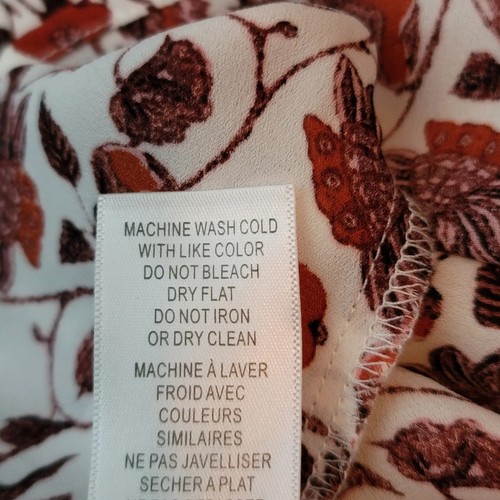 MACHINE WASH COLD
WITH LIKE COLOR
DO NOT BLEACH
DRY FLAT
DO NOT IRON
OR DRY CLEAN
MACHINE À LAVER
FROID AVEC
COULEURS
SIMILAIRES
NE PAS JAVELLISER
SECHER A PLAT